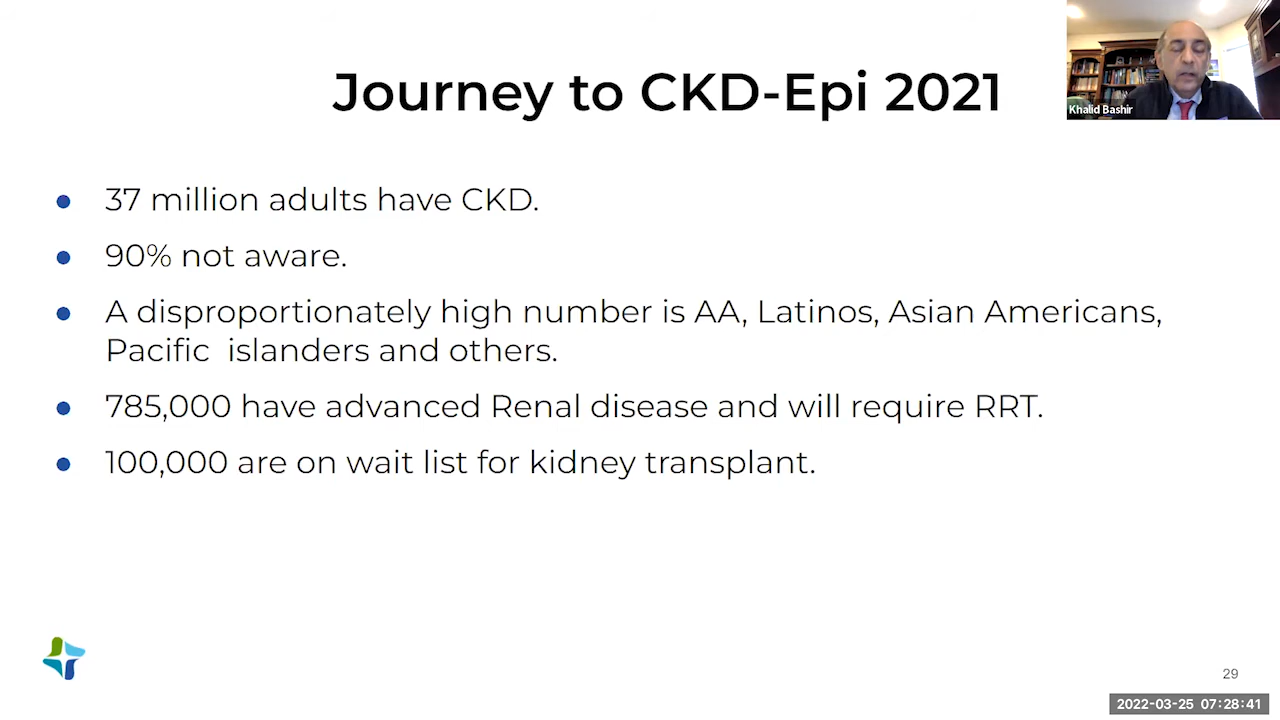 Journey to CKD-Epi 2021
Khalid Bashir
● 37 million adults have CKD.
● 90% not aware.
● A disproportionately high number is AA, Latinos, Asian Americans,
Pacific  islanders and others.
● 785,000 have advanced Renal disease and will require RRT.
● 100,000 are on wait list for kidney transplant.
29
2022-03-25 07:28:41